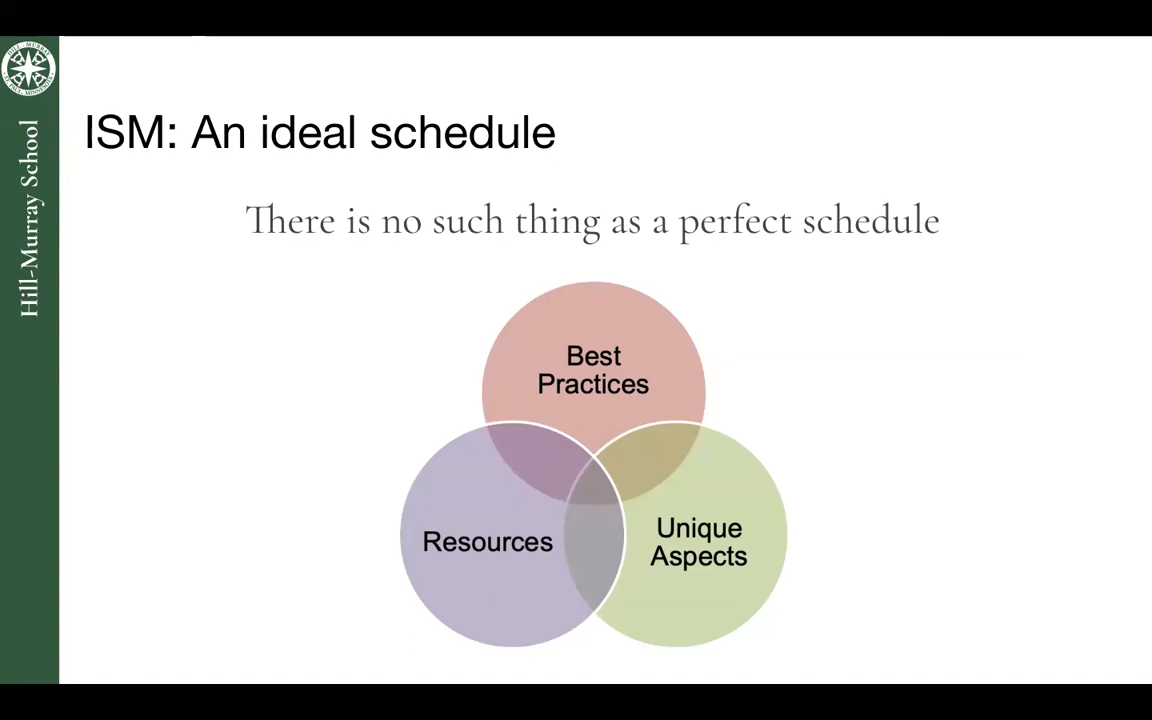 Hill-Murray School
ISM: An ideal schedule
There is no such thing as a perfect schedule
Best
Practices
Resources
Unique
Aspects